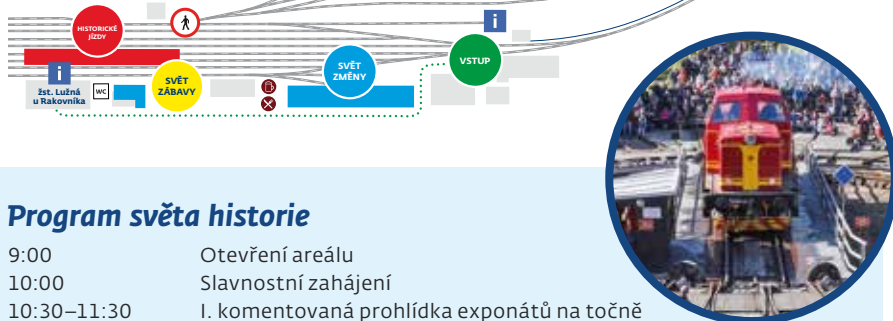 HISTORICKÉ
JÍZDY
i
i
VSTUP
SVĚT
ZMĚNY
SVĚT
ZÁBAVY
žst. Lužná
u Rakovníka
WC
Program světa historie
9:00 Otevření areálu
10:00 Slavnostní zahájení
10:30–11:30 I. komentovaná prohlídka exponátů na točně